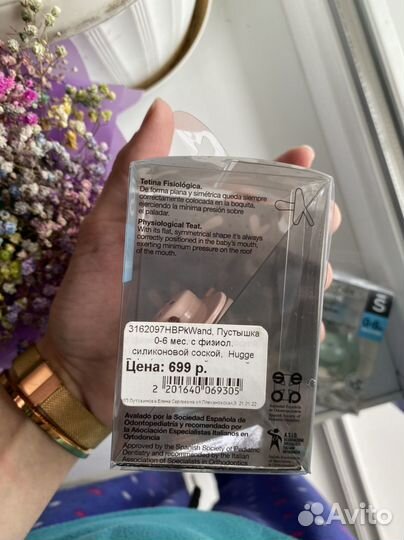 Tetina Fisiológica.
De forma plana y simétrica queda siempre
correctamente colocada en la boquita,
ejerciendo la mínima presión sobre
el paladar.
Physiological Teat.
With its flat, symmetrical shape it's always
correctly positioned in the baby's mouth,
exerting minimum pressure on the roof
of the mouth.
3162097HBPkWand, Пустышка
0-6 мес. с физиол.
силиконовой соской, Hugge
Цена: 699 р.
2 201640 069305
Avalado por la Sociedad Española de
Odontopediatría y recomendado por
la Asociación Especialistas Italianos en
Ortodoncia
Approved by the Spanish Society of Pediatric
Dentistry and recommended by the Italian
Association of Specialists in Orthodontics
S
0-6
Avito